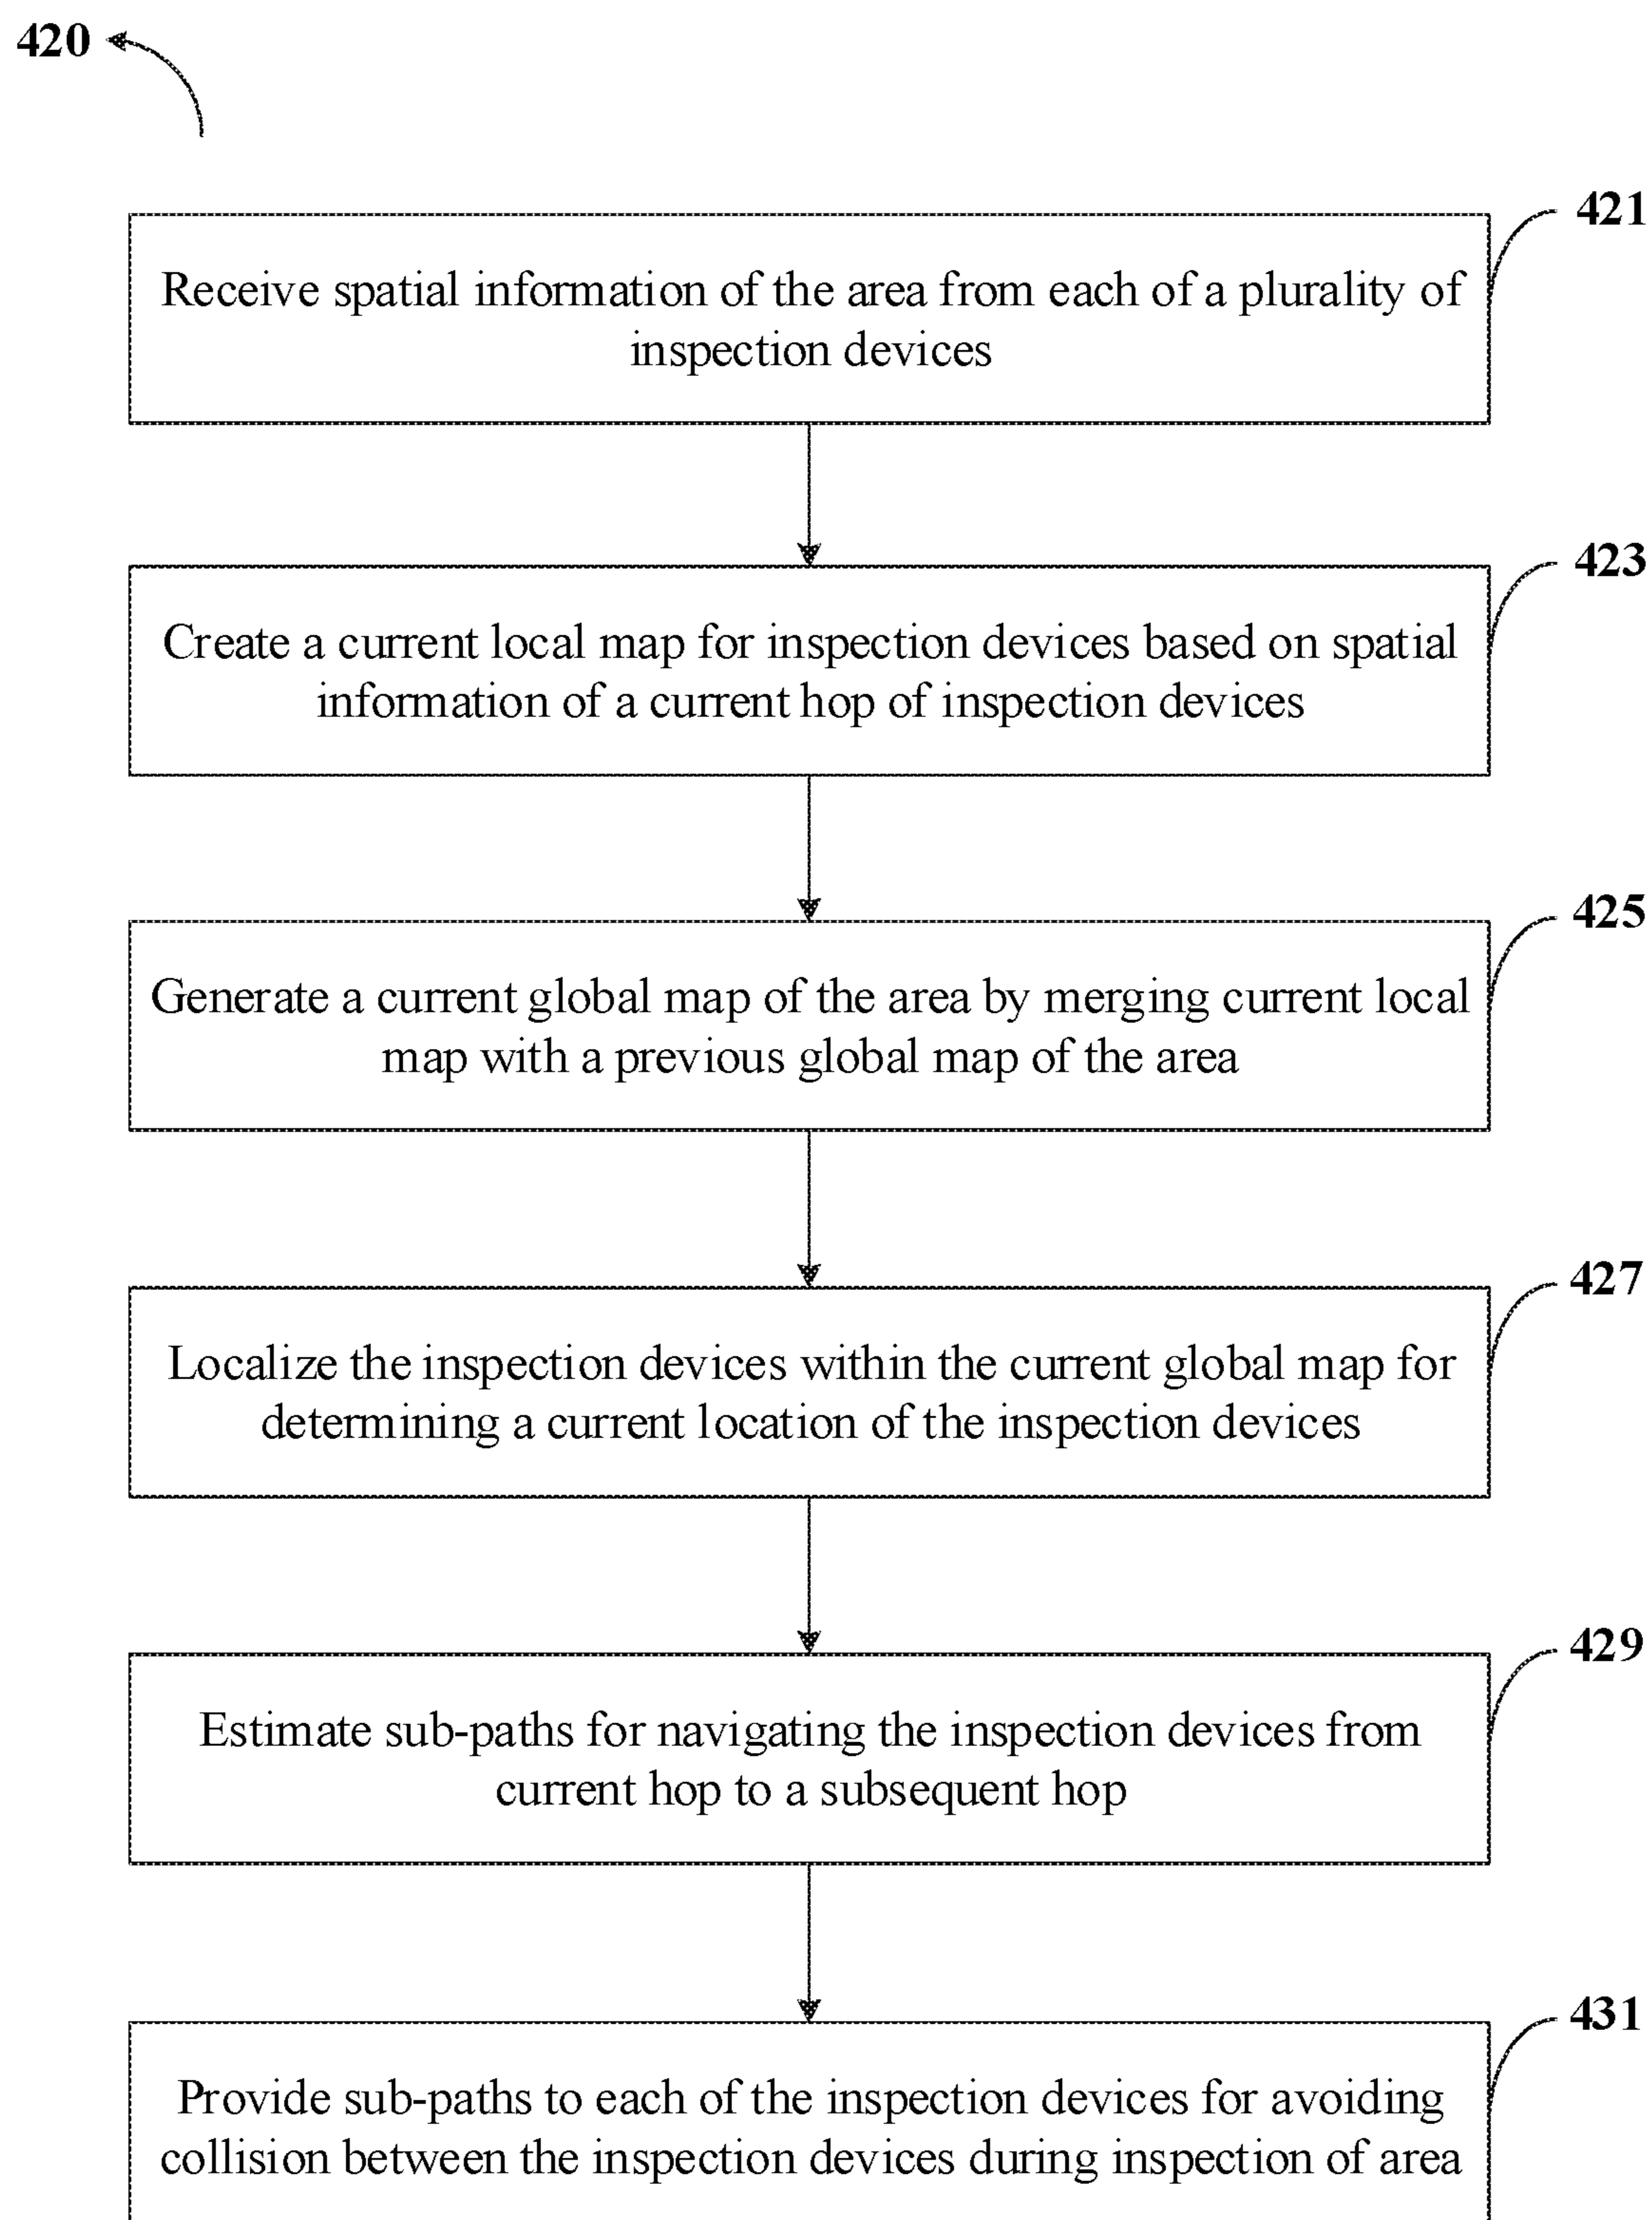 420
421
Receive spatial information of the area from each of a plurality of
inspection devices
423
Create a current local map for inspection devices based on spatial
information of a current hop of inspection devices
425
Generate a current global map of the area by merging current local
map with a previous global map of the area
427
Localize the inspection devices within the current global map for
determining a current location of the inspection devices
429
Estimate sub-paths for navigating the inspection devices from
current hop to a subsequent hop
431
Provide sub-paths to each of the inspection devices for avoiding
collision between the inspection devices during inspection of area